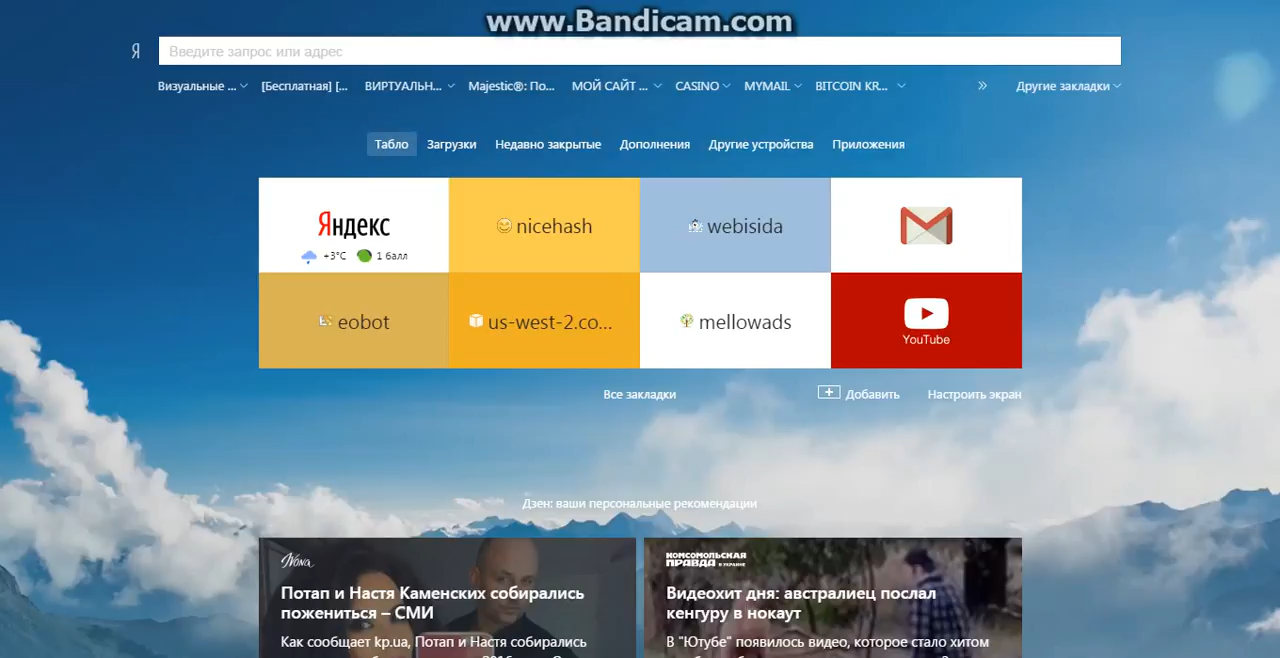 www.Bandicam.com
Я Введите запрос или адрес
Визуальные ... [Бесплатная] [... ВИРТУАЛЬН... Majestic®: По... МОЙ САЙТ ... CASINO MYMAIL BITCOIN KR... » Другие закладки
Табло Загрузки Недавно закрытые Дополнения Другие устройства Приложения
Яндекс
+3°C 1 балл
nicehash
webisida
eobot
us-west-2.co...
mellowads
YouTube
Все закладки Добавить Настроить экран
Дзен: ваши персональные рекомендации
Wona
Потап и Настя Каменских собирались
пожениться – СМИ
Как сообщает kp.ua, Потап и Настя собирались
КОМСОМОЛЬСКАЯ
ПРАВДА В УКРАИНЕ
Видеохит дня: австралиец послал
кенгуру в нокаут
В "Ютубе" появилось видео, которое стало хитом